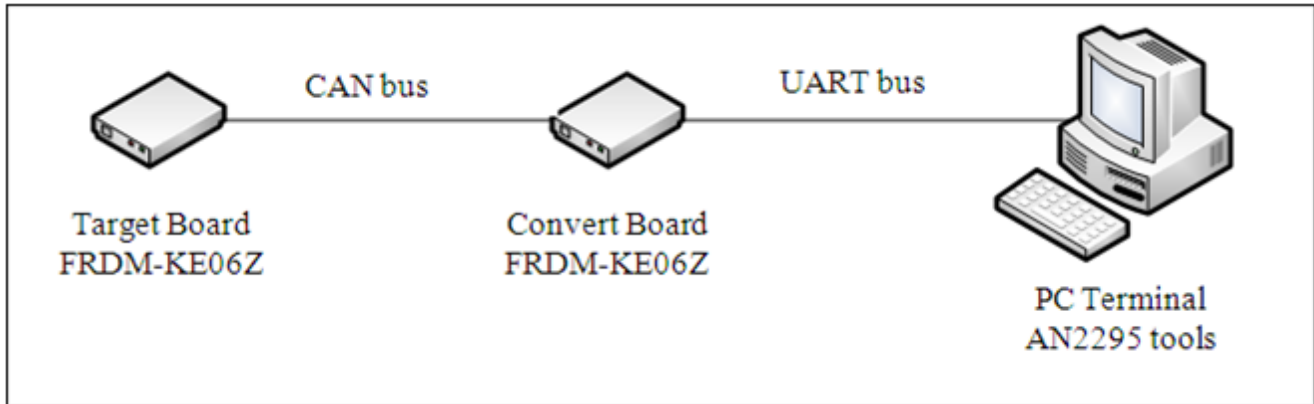 CAN bus
UART bus
Target Board
FRDM-KE06Z
Convert Board
FRDM-KE06Z
PC Terminal
AN2295 tools